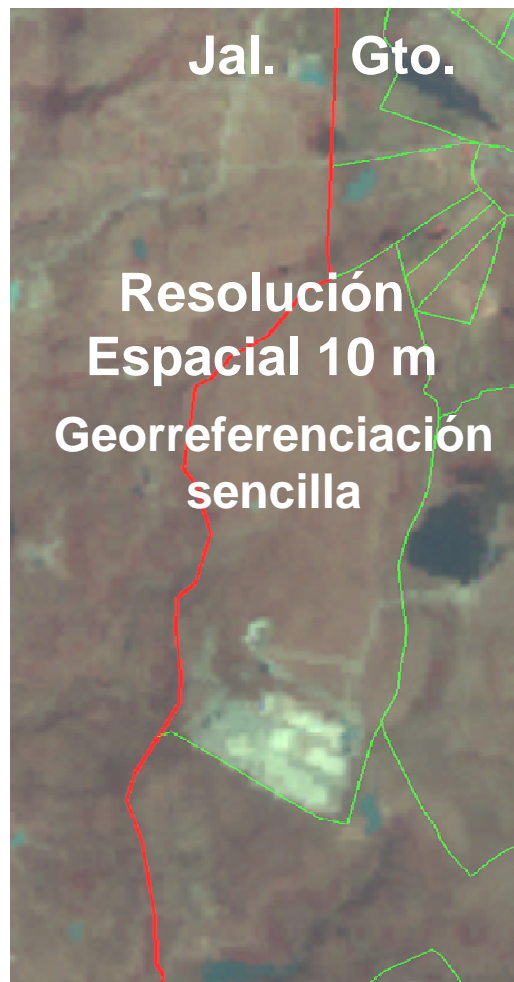 Jal. Gto.
Resolución
Espacial 10 m
Georreferenciación
sencilla